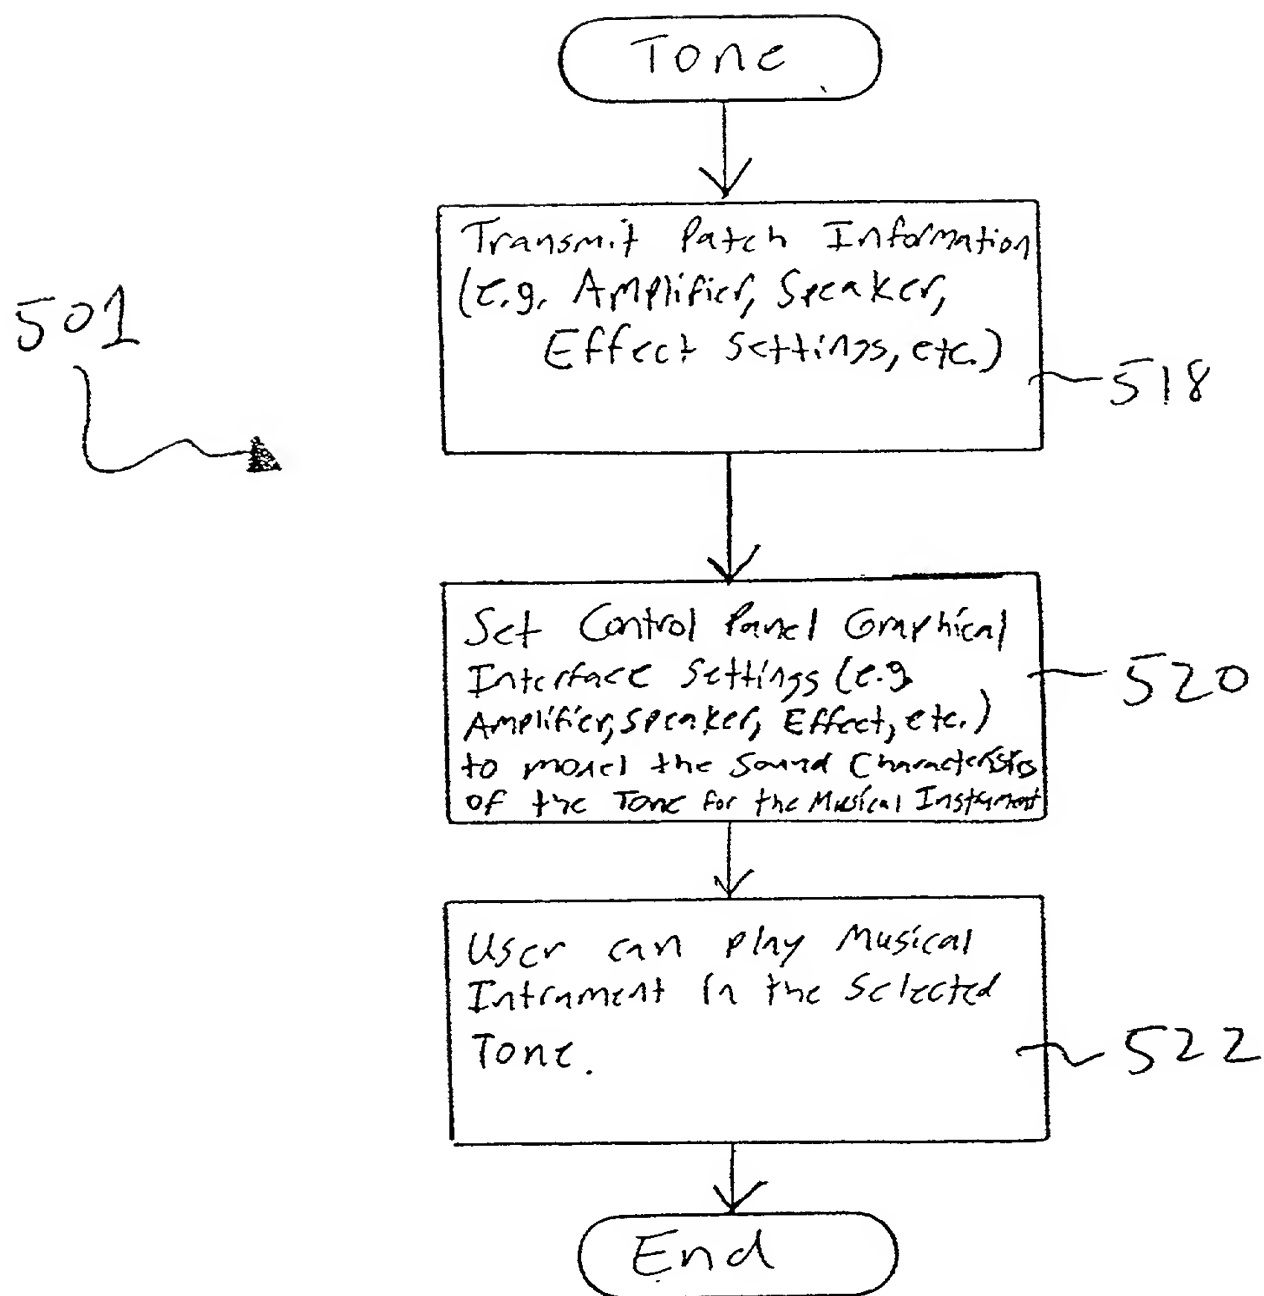 Tone
Transmit Patch Information
(e.g. Amplifier, Speaker,
Effect Settings, etc.)
501
518
Set Control Panel Graphical
Interface Settings (e.g.
Amplifier, Speaker, Effect, etc.)
to model the Sound Characteristics
of the Tone for the Musical Instrument
520
User can play Musical
Intrument in the Selected
Tone.
522
End